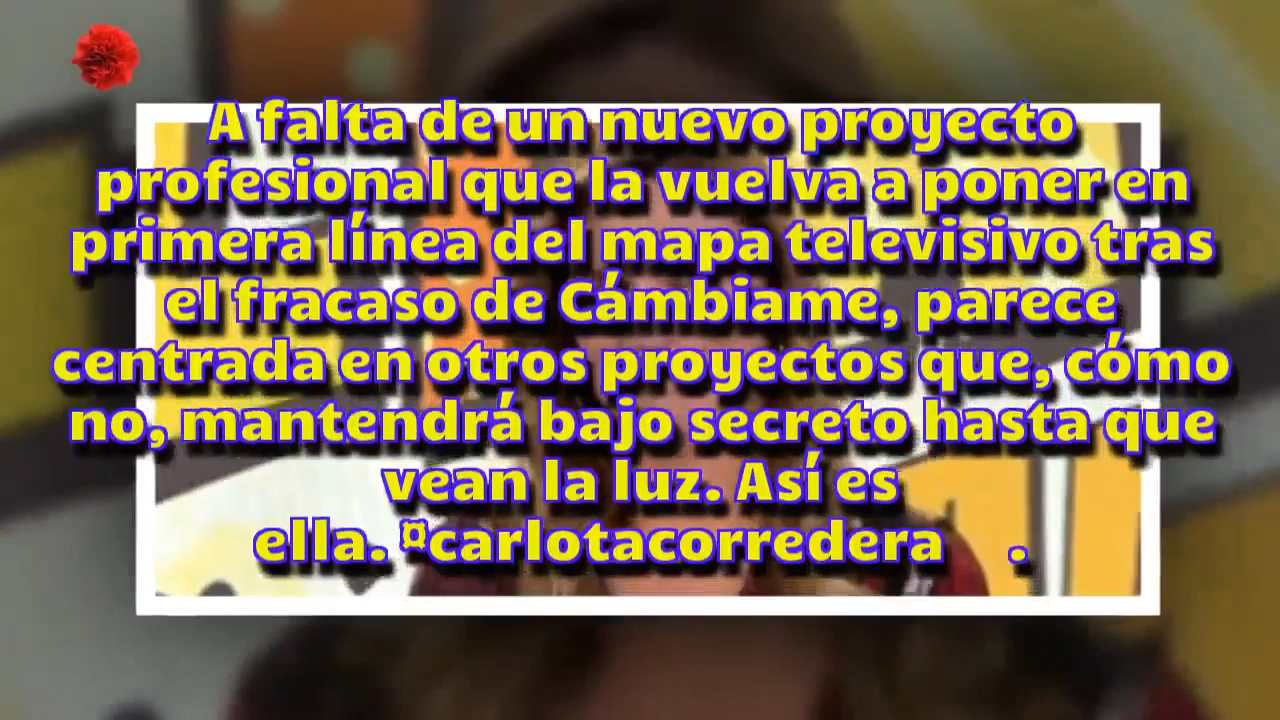 A falta de un nuevo proyecto
profesional que la vuelva a poner en
primera línea del mapa televisivo tras
el fracaso de Cámbiame, parece
centrada en otros proyectos que, cómo
no, mantendrá bajo secreto hasta que
vean la luz. Así es
ella. ¤carlotacorredera .